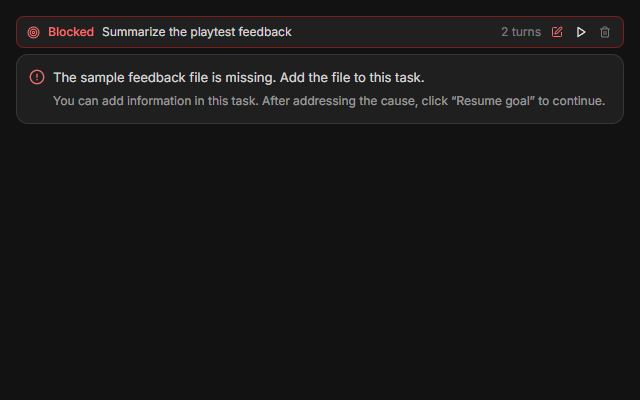 Blocked Summarize the playtest feedback 2 turns
The sample feedback file is missing. Add the file to this task.
You can add information in this task. After addressing the cause, click “Resume goal” to continue.